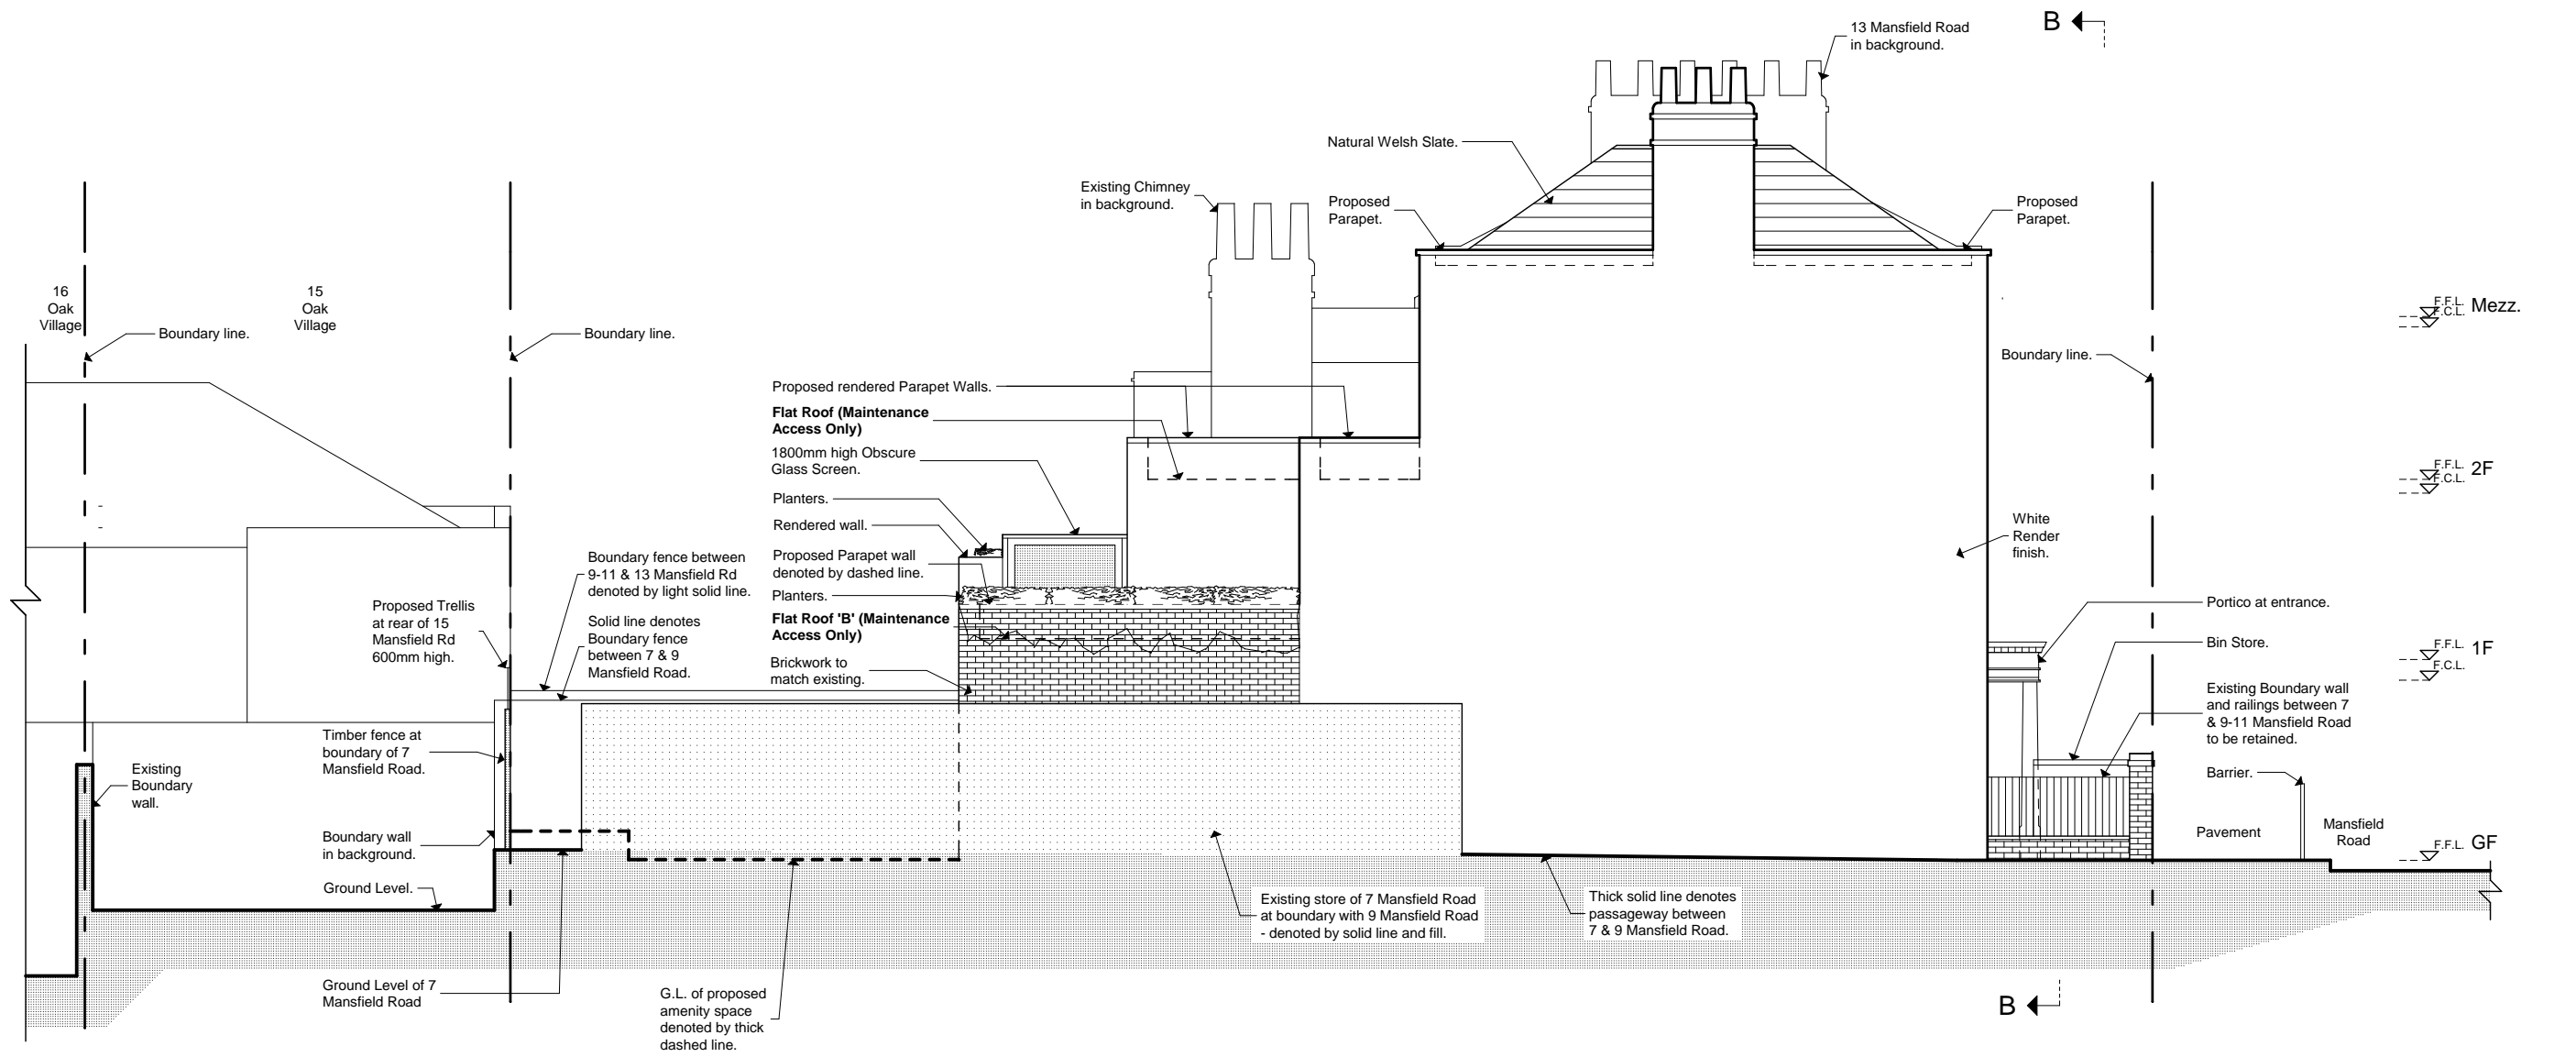 B
13 Mansfield Road
in background.
Natural Welsh Slate.
Existing Chimney
in background.
Proposed
Parapet.
Proposed
Parapet.
16
Oak
Village
15
Oak
Village
Boundary line.
Boundary line.
Boundary line.
F.F.L. Mezz.
F.C.L.
Proposed rendered Parapet Walls.
Flat Roof (Maintenance
Access Only)
1800mm high Obscure
Glass Screen.
Planters.
Rendered wall.
Proposed Parapet wall
denoted by dashed line.
Planters.
Flat Roof 'B' (Maintenance
Access Only)
Brickwork to
match existing.
F.F.L. 2F
F.C.L.
White
Render
finish.
Boundary fence between
9-11 & 13 Mansfield Rd
denoted by light solid line.
Solid line denotes
Boundary fence
between 7 & 9
Mansfield Road.
Proposed Trellis
at rear of 15
Mansfield Rd
600mm high.
Portico at entrance.
Bin Store.
F.F.L. 1F
F.C.L.
Existing Boundary wall
and railings between 7
& 9-11 Mansfield Road
to be retained.
Barrier.
Timber fence at
boundary of 7
Mansfield Road.
Existing
Boundary
wall.
Boundary wall
in background.
Ground Level.
Pavement
Mansfield
Road
F.F.L. GF
Existing store of 7 Mansfield Road
at boundary with 9 Mansfield Road
- denoted by solid line and fill.
Thick solid line denotes
passageway between
7 & 9 Mansfield Road.
Ground Level of 7
Mansfield Road
G.L. of proposed
amenity space
denoted by thick
dashed line.
B